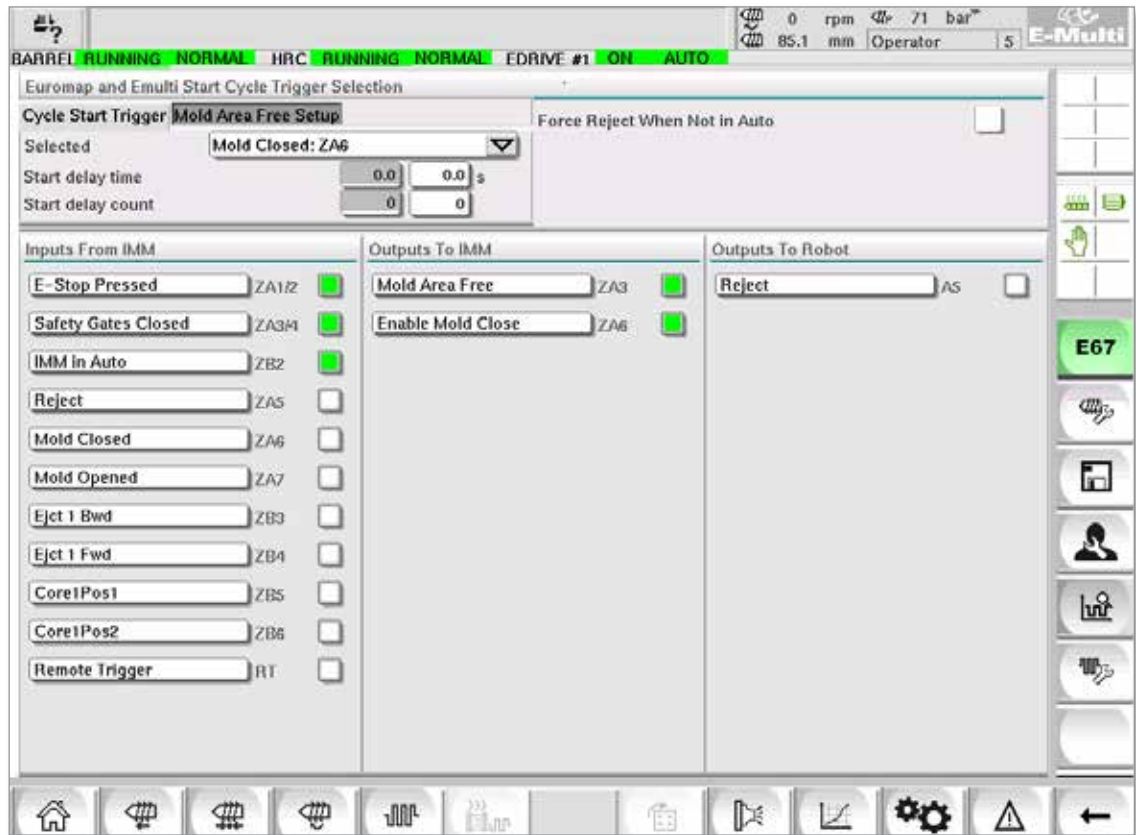 0 rpm 71 bar
85.1 mm Operator 5
E-Multi
BARREL RUNNING NORMAL HRC RUNNING NORMAL EDRIVE #1 ON AUTO
Euromap and Emulti Start Cycle Trigger Selection
Cycle Start Trigger Mold Area Free Setup
Force Reject When Not in Auto
Selected Mold Closed: ZA6
Start delay time 0.0 0.0 s
Start delay count 0 0
Inputs From IMM
E-Stop Pressed ZA1/2
Safety Gates Closed ZA3/4
IMM in Auto ZB2
Reject ZA5
Mold Closed ZA6
Mold Opened ZA7
Ejct 1 Bwd ZB3
Ejct 1 Fwd ZB4
Core1Pos1 ZB5
Core1Pos2 ZB6
Remote Trigger RT
Outputs To IMM
Mold Area Free ZA3
Enable Mold Close ZA6
Outputs To Robot
Reject A5
E67